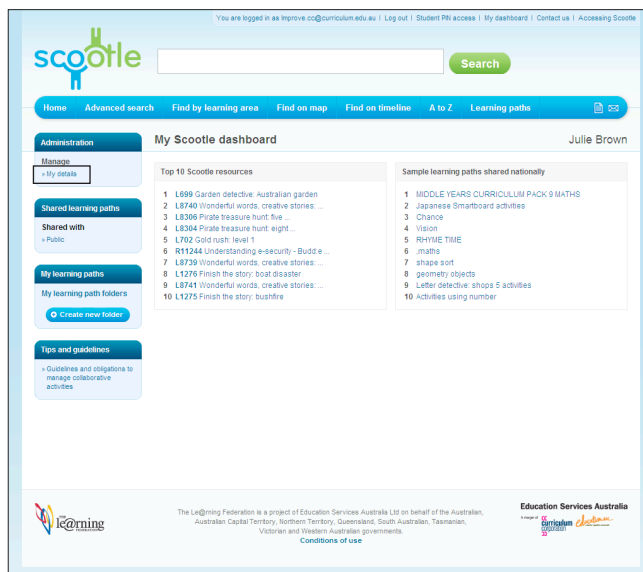 You are logged in as improve.cc@curriculum.edu.au | Log out | Student PIN access | My dashboard | Contact us | Accessing Scootle
scootle
Search
Home Advanced search Find by learning area Find on map Find on timeline A to Z Learning paths
Administration
Manage
» My details
Shared learning paths
Shared with
» Public
My learning paths
My learning path folders
Create new folder
Tips and guidelines
» Guidelines and obligations to
manage collaborative
activities
My Scootle dashboard
Julie Brown
Top 10 Scootle resources
1 L699 Garden detective: Australian garden
2 L8740 Wonderful words, creative stories: ...
3 L8306 Pirate treasure hunt: five ...
4 L8304 Pirate treasure hunt: eight ...
5 L702 Gold rush: level 1
6 R11244 Understanding e-security - Budd:e ...
7 L8739 Wonderful words, creative stories: ...
8 L1276 Finish the story: boat disaster
9 L8741 Wonderful words, creative stories: ...
10 L1275 Finish the story: bushfire
Sample learning paths shared nationally
1 MIDDLE YEARS CURRICULUM PACK 9 MATHS
2 Japanese Smartboard activities
3 Chance
4 Vision
5 RHYME TIME
6 .maths
7 shape sort
8 geometry objects
9 Letter detective: shops 5 activities
10 Activities using number
THE
le@rning
FEDERATION
The Le@rning Federation is a project of Education Services Australia Ltd on behalf of the Australian,
Australian Capital Territory, Northern Territory, Queensland, South Australian, Tasmanian,
Victorian and Western Australian governments.
Conditions of use
Education Services Australia
A merger of
curriculum
corporation